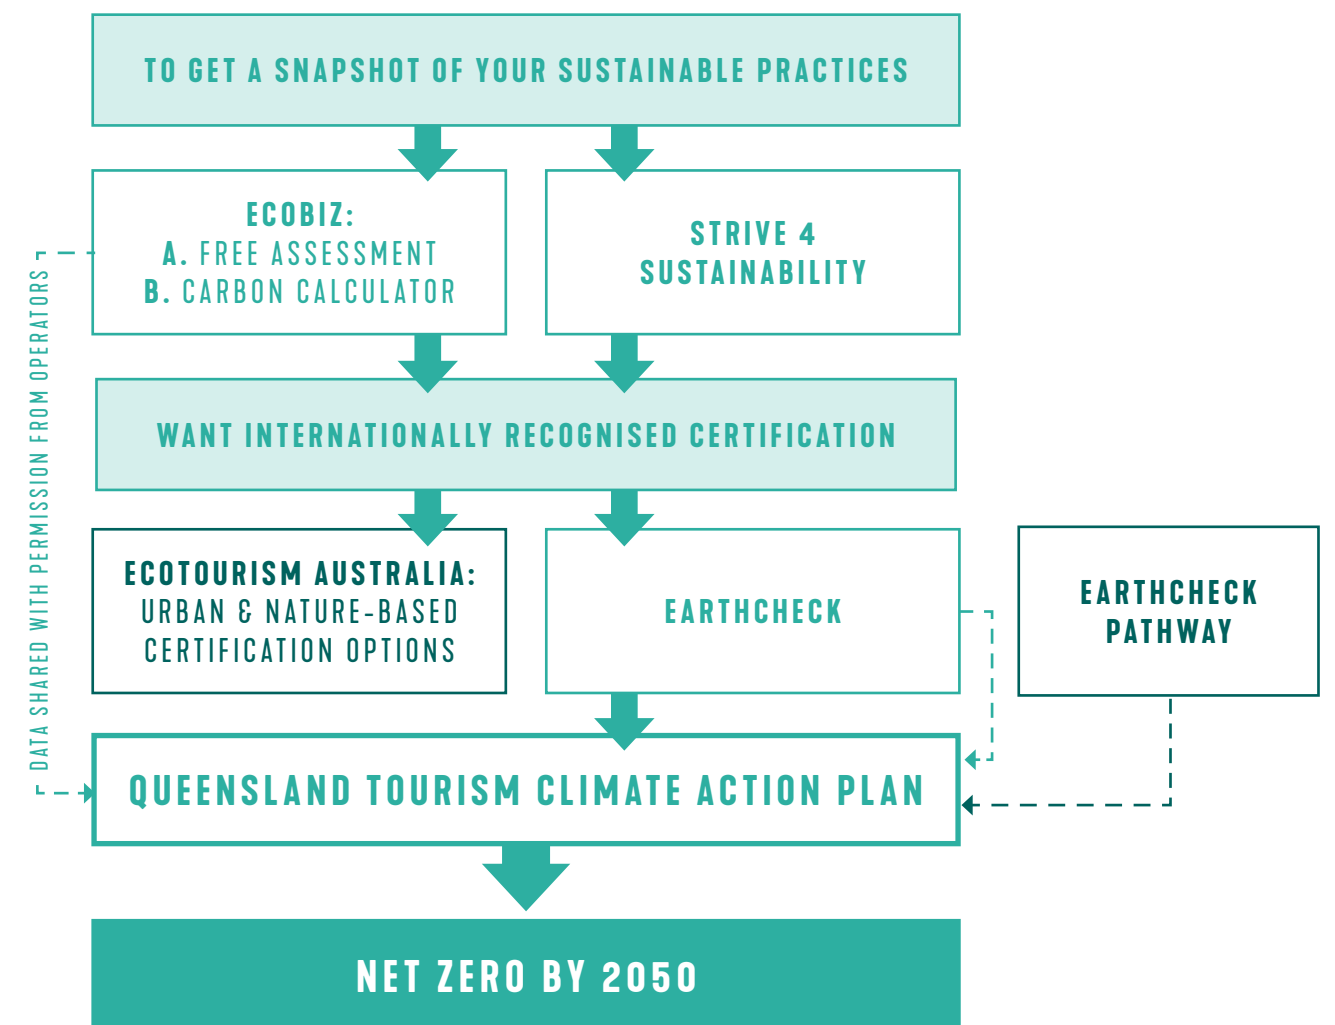 TO GET A SNAPSHOT OF YOUR SUSTAINABLE PRACTICES
ECOBIZ:
A. FREE ASSESSMENT
B. CARBON CALCULATOR
STRIVE 4
SUSTAINABILITY
DATA SHARED WITH PERMISSION FROM OPERATORS
WANT INTERNATIONALLY RECOGNISED CERTIFICATION
ECOTOURISM AUSTRALIA:
URBAN & NATURE-BASED
CERTIFICATION OPTIONS
EARTHCHECK
EARTHCHECK
PATHWAY
QUEENSLAND TOURISM CLIMATE ACTION PLAN
NET ZERO BY 2050